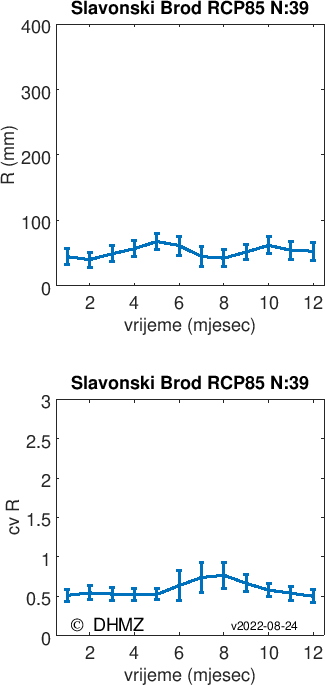 Slavonski Brod RCP85 N:39
400
300
200
100
0
R (mm)
2 4 6 8 10 12
vrijeme (mjesec)
Slavonski Brod RCP85 N:39
3
2.5
2
1.5
1
0.5
0
cv R
© DHMZ v2022-08-24
2 4 6 8 10 12
vrijeme (mjesec)